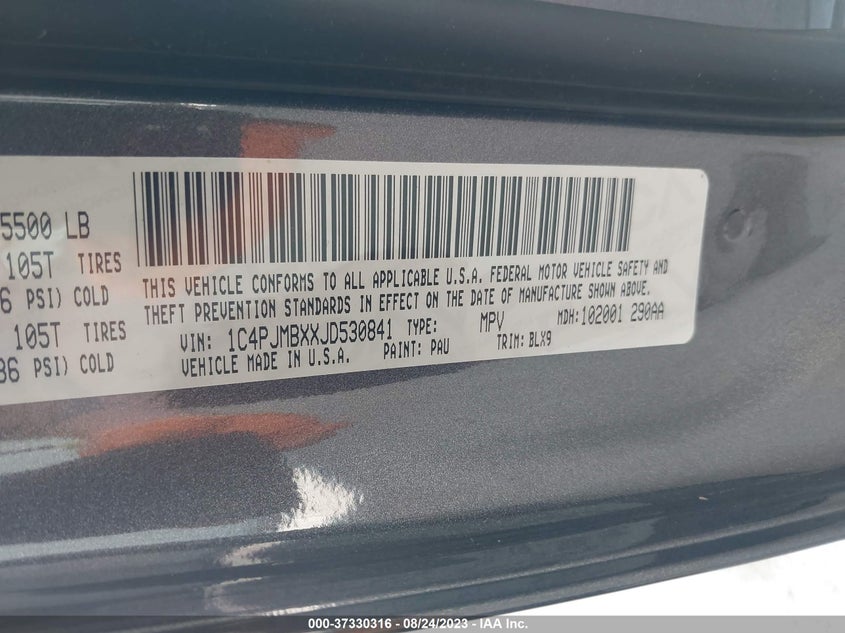 5500 LB
105T TIRES
6 PSI) COLD
105T TIRES
36 PSI) COLD
THIS VEHICLE CONFORMS TO ALL APPLICABLE U.S.A. FEDERAL MOTOR VEHICLE SAFETY AND
THEFT PREVENTION STANDARDS IN EFFECT ON THE DATE OF MANUFACTURE SHOWN ABOVE.
VIN: 1C4PJMBXXJD530841 TYPE: MPV MDH:102001 290AA
VEHICLE MADE IN U.S.A. PAINT: PAU TRIM: BLX9
000-37330316 - 08/24/2023 - IAA Inc.